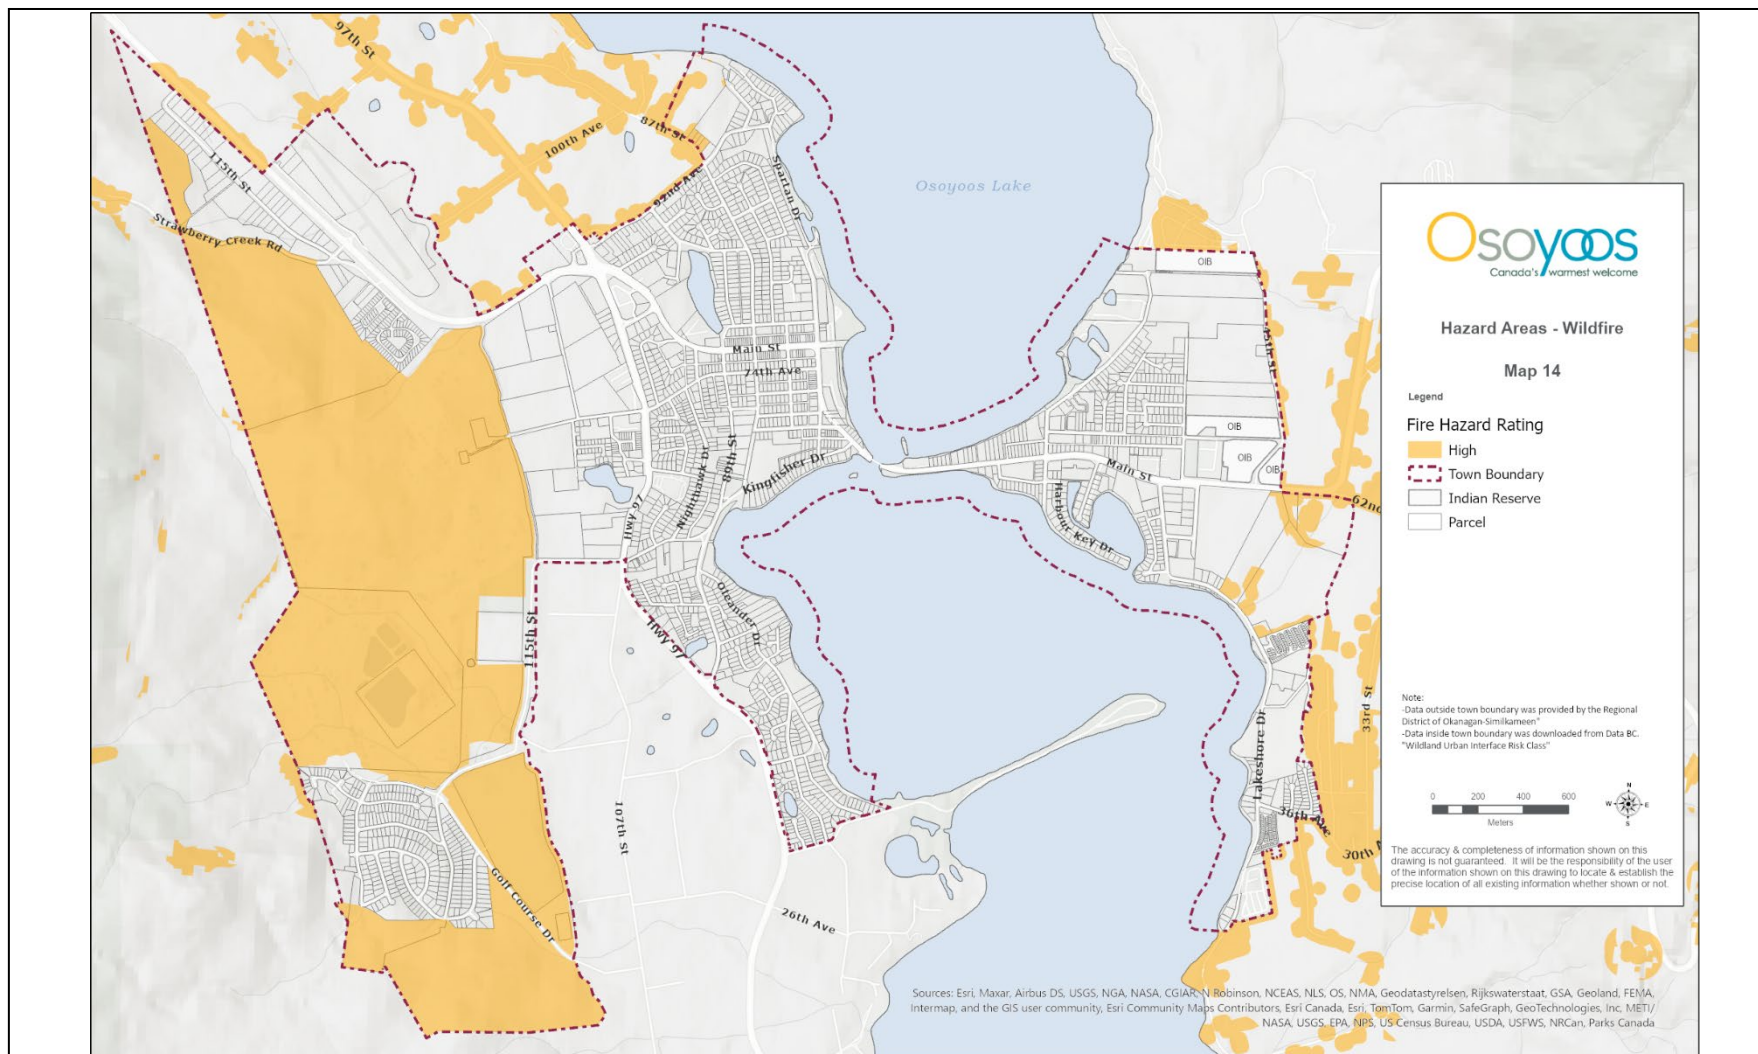 97th St
87th St
100th Ave
115th St
92nd Ave
Spartan Dr
Osoyoos Lake
Strawberry Creek Rd
OIB
45th St
Main St
74th Ave
OIB
89th St
Nighthawk Dr
Kingfisher Dr
Main St
OIB
OIB
Hwy 97
Harbour Key Dr
62nd
115th St
Oleander Dr
Hwy 97
33rd St
Lakeshore Dr
107th St
36th Ave
30th A
Golf Course Dr
26th Ave
Osoyoos
Canada's warmest welcome
Hazard Areas - Wildfire
Map 14
Legend
Fire Hazard Rating
High
Town Boundary
Indian Reserve
Parcel
Note:
-Data outside town boundary was provided by the Regional
District of Okanagan-Similkameen"
-Data inside town boundary was downloaded from Data BC.
"Wildland Urban Interface Risk Class"
0 200 400 600
Meters
N
W E
S
The accuracy & completeness of information shown on this
drawing is not guaranteed. It will be the responsibility of the user
of the information shown on this drawing to locate & establish the
precise location of all existing information whether shown or not.
Sources: Esri, Maxar, Airbus DS, USGS, NGA, NASA, CGIAR, N Robinson, NCEAS, NLS, OS, NMA, Geodatastyrelsen, Rijkswaterstaat, GSA, Geoland, FEMA,
Intermap, and the GIS user community, Esri Community Maps Contributors, Esri Canada, Esri, TomTom, Garmin, SafeGraph, GeoTechnologies, Inc, METI/
NASA, USGS, EPA, NPS, US Census Bureau, USDA, USFWS, NRCan, Parks Canada